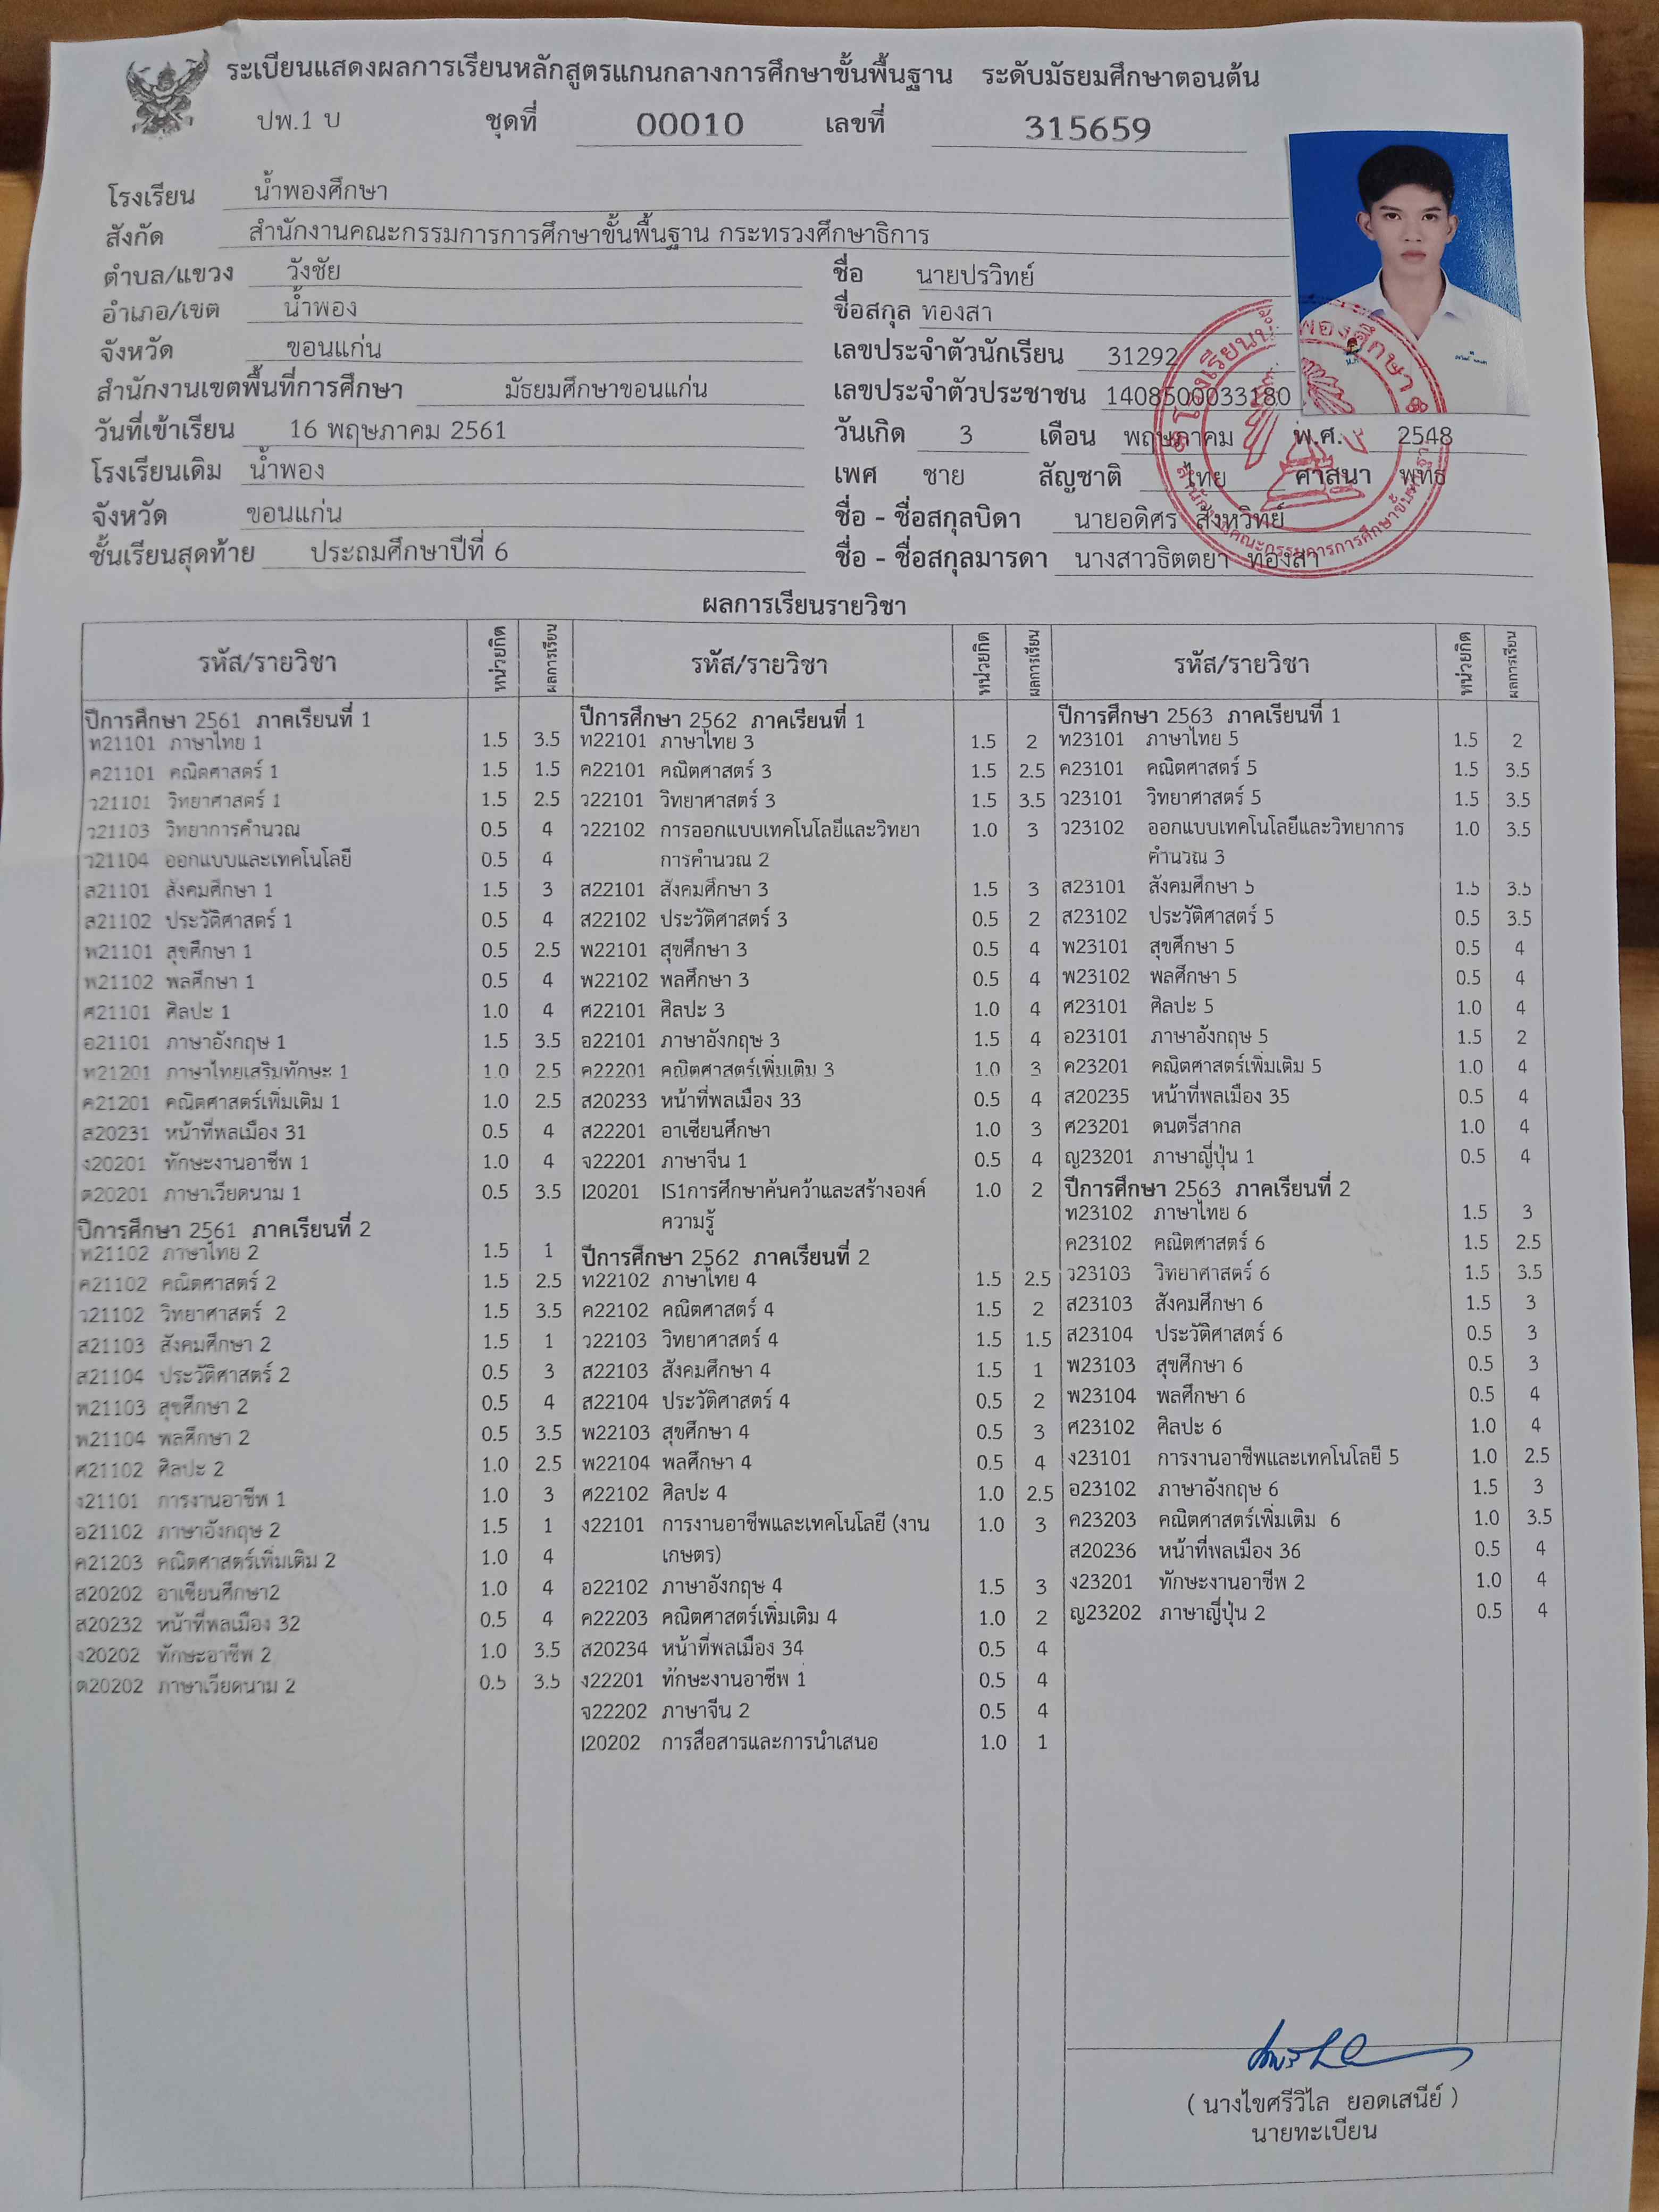 ระเบียนแสดงผลการเรียนหลักสูตรแกนกลางการศึกษาขั้นพื้นฐาน ระดับมัธยมศึกษาตอนต้น
ปพ.1 บ ชุดที่ 00010 เลขที่ 315659
โรงเรียน น้ำพองศึกษา
สังกัด สำนักงานคณะกรรมการการศึกษาขั้นพื้นฐาน กระทรวงศึกษาธิการ
ตำบล/แขวง วังชัย
อำเภอ/เขต น้ำพอง
จังหวัด ขอนแก่น
สำนักงานเขตพื้นที่การศึกษา มัธยมศึกษาขอนแก่น
วันที่เข้าเรียน 16 พฤษภาคม 2561
โรงเรียนเดิม น้ำพอง
จังหวัด ขอนแก่น
ชั้นเรียนสุดท้าย ประถมศึกษาปีที่ 6
ชื่อ นายปรวิทย์
ชื่อสกุล ทองสา
เลขประจำตัวนักเรียน 31292
เลขประจำตัวประชาชน 1408500033180
วันเกิด 3 เดือน พฤษภาคม พ.ศ. 2548
เพศ ชาย สัญชาติ ไทย ศาสนา พุทธ
ชื่อ - ชื่อสกุลบิดา นายอดิศร สิงหวิทย์
ชื่อ - ชื่อสกุลมารดา นางสาวธิตตยา ทองสา
ผลการเรียนรายวิชา
รหัส/รายวิชา หน่วยกิต ผลการเรียน
ปีการศึกษา 2561 ภาคเรียนที่ 1
ท21101 ภาษาไทย 1 1.5 3.5
ค21101 คณิตศาสตร์ 1 1.5 1.5
ว21101 วิทยาศาสตร์ 1 1.5 2.5
ว21103 วิทยาการคำนวณ 0.5 4
ว21104 ออกแบบและเทคโนโลยี 0.5 4
ส21101 สังคมศึกษา 1 1.5 3
ส21102 ประวัติศาสตร์ 1 0.5 4
พ21101 สุขศึกษา 1 0.5 2.5
พ21102 พลศึกษา 1 0.5 4
ศ21101 ศิลปะ 1 1.0 4
อ21101 ภาษาอังกฤษ 1 1.5 3.5
ท21201 ภาษาไทยเสริมทักษะ 1 1.0 2.5
ค21201 คณิตศาสตร์เพิ่มเติม 1 1.0 2.5
ส20231 หน้าที่พลเมือง 31 0.5 4
ง20201 ทักษะงานอาชีพ 1 1.0 4
ต20201 ภาษาเวียดนาม 1 0.5 3.5
ปีการศึกษา 2561 ภาคเรียนที่ 2
ท21102 ภาษาไทย 2 1.5 1
ค21102 คณิตศาสตร์ 2 1.5 2.5
ว21102 วิทยาศาสตร์ 2 1.5 3.5
ส21103 สังคมศึกษา 2 1.5 1
ส21104 ประวัติศาสตร์ 2 0.5 3
พ21103 สุขศึกษา 2 0.5 4
พ21104 พลศึกษา 2 0.5 3.5
ศ21102 ศิลปะ 2 1.0 2.5
ง21101 การงานอาชีพ 1 1.0 3
อ21102 ภาษาอังกฤษ 2 1.5 1
ค21203 คณิตศาสตร์เพิ่มเติม 2 1.0 4
ส20202 อาเซียนศึกษา2 1.0 4
ส20232 หน้าที่พลเมือง 32 0.5 4
ง20202 ทักษะอาชีพ 2 1.0 3.5
ต20202 ภาษาเวียดนาม 2 0.5 3.5
รหัส/รายวิชา หน่วยกิต ผลการเรียน
ปีการศึกษา 2562 ภาคเรียนที่ 1
ท22101 ภาษาไทย 3 1.5 2
ค22101 คณิตศาสตร์ 3 1.5 2.5
ว22101 วิทยาศาสตร์ 3 1.5 3.5
ว22102 การออกแบบเทคโนโลยีและวิทยา 1.0 3
การคำนวณ 2
ส22101 สังคมศึกษา 3 1.5 3
ส22102 ประวัติศาสตร์ 3 0.5 2
พ22101 สุขศึกษา 3 0.5 4
พ22102 พลศึกษา 3 0.5 4
ศ22101 ศิลปะ 3 1.0 4
อ22101 ภาษาอังกฤษ 3 1.5 4
ค22201 คณิตศาสตร์เพิ่มเติม 3 1.0 3
ส20233 หน้าที่พลเมือง 33 0.5 4
ส22201 อาเซียนศึกษา 1.0 3
จ22201 ภาษาจีน 1 0.5 4
I20201 IS1การศึกษาค้นคว้าและสร้างองค์ 1.0 2
ความรู้
ปีการศึกษา 2562 ภาคเรียนที่ 2
ท22102 ภาษาไทย 4 1.5 2.5
ค22102 คณิตศาสตร์ 4 1.5 2
ว22103 วิทยาศาสตร์ 4 1.5 1.5
ส22103 สังคมศึกษา 4 1.5 1
ส22104 ประวัติศาสตร์ 4 0.5 2
พ22103 สุขศึกษา 4 0.5 3
พ22104 พลศึกษา 4 0.5 4
ศ22102 ศิลปะ 4 1.0 2.5
ง22101 การงานอาชีพและเทคโนโลยี (งาน 1.0 3
เกษตร)
อ22102 ภาษาอังกฤษ 4 1.5 3
ค22203 คณิตศาสตร์เพิ่มเติม 4 1.0 2
ส20234 หน้าที่พลเมือง 34 0.5 4
ง22201 ทักษะงานอาชีพ 1 0.5 4
จ22202 ภาษาจีน 2 0.5 4
I20202 การสื่อสารและการนำเสนอ 1.0 1
รหัส/รายวิชา หน่วยกิต ผลการเรียน
ปีการศึกษา 2563 ภาคเรียนที่ 1
ท23101 ภาษาไทย 5 1.5 2
ค23101 คณิตศาสตร์ 5 1.5 3.5
ว23101 วิทยาศาสตร์ 5 1.5 3.5
ว23102 ออกแบบเทคโนโลยีและวิทยาการ 1.0 3.5
คำนวณ 3
ส23101 สังคมศึกษา 5 1.5 3.5
ส23102 ประวัติศาสตร์ 5 0.5 3.5
พ23101 สุขศึกษา 5 0.5 4
พ23102 พลศึกษา 5 0.5 4
ศ23101 ศิลปะ 5 1.0 4
อ23101 ภาษาอังกฤษ 5 1.5 2
ค23201 คณิตศาสตร์เพิ่มเติม 5 1.0 4
ส20235 หน้าที่พลเมือง 35 0.5 4
ศ23201 ดนตรีสากล 1.0 4
ญ23201 ภาษาญี่ปุ่น 1 0.5 4
ปีการศึกษา 2563 ภาคเรียนที่ 2
ท23102 ภาษาไทย 6 1.5 3
ค23102 คณิตศาสตร์ 6 1.5 2.5
ว23103 วิทยาศาสตร์ 6 1.5 3.5
ส23103 สังคมศึกษา 6 1.5 3
ส23104 ประวัติศาสตร์ 6 0.5 3
พ23103 สุขศึกษา 6 0.5 3
พ23104 พลศึกษา 6 0.5 4
ศ23102 ศิลปะ 6 1.0 4
ง23101 การงานอาชีพและเทคโนโลยี 5 1.0 2.5
อ23102 ภาษาอังกฤษ 6 1.5 3
ค23203 คณิตศาสตร์เพิ่มเติม 6 1.0 3.5
ส20236 หน้าที่พลเมือง 36 0.5 4
ง23201 ทักษะงานอาชีพ 2 1.0 4
ญ23202 ภาษาญี่ปุ่น 2 0.5 4
( นางไขศรีวิไล ยอดเสนีย์ )
นายทะเบียน